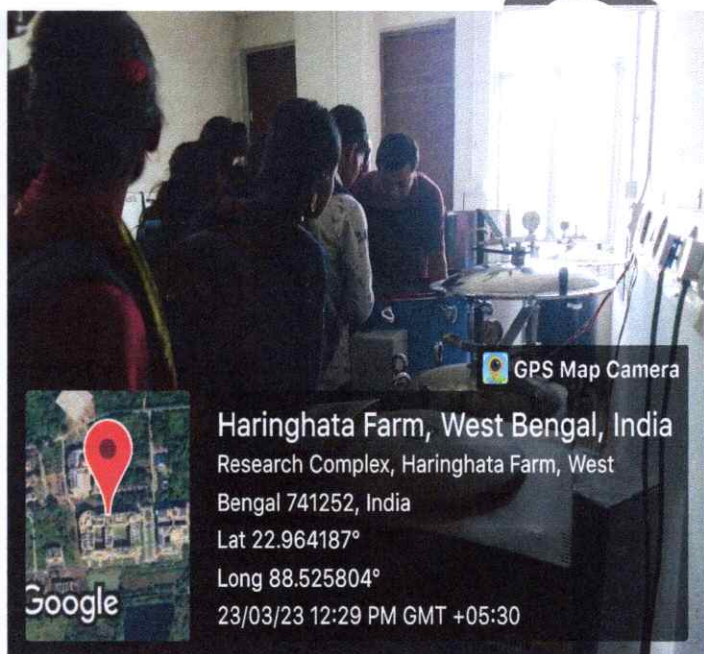 GPS Map Camera
Haringhata Farm, West Bengal, India
Research Complex, Haringhata Farm, West
Bengal 741252, India
Lat 22.964187°
Long 88.525804°
23/03/23 12:29 PM GMT +05:30
Google